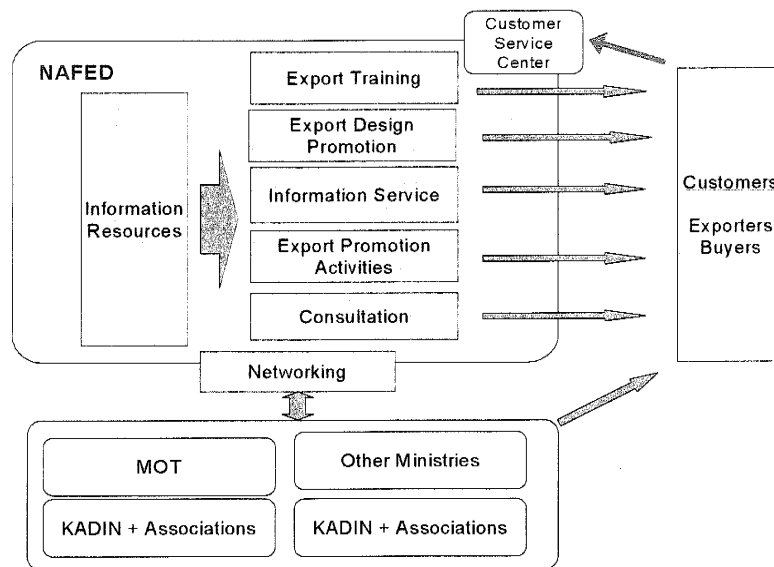 Customer
Service
Center
NAFED
Export Training
Export Design
Promotion
Information
Resources
Information Service
Export Promotion
Activities
Consultation
Customers
Exporters
Buyers
Networking
MOT
Other Ministries
KADIN + Associations
KADIN + Associations